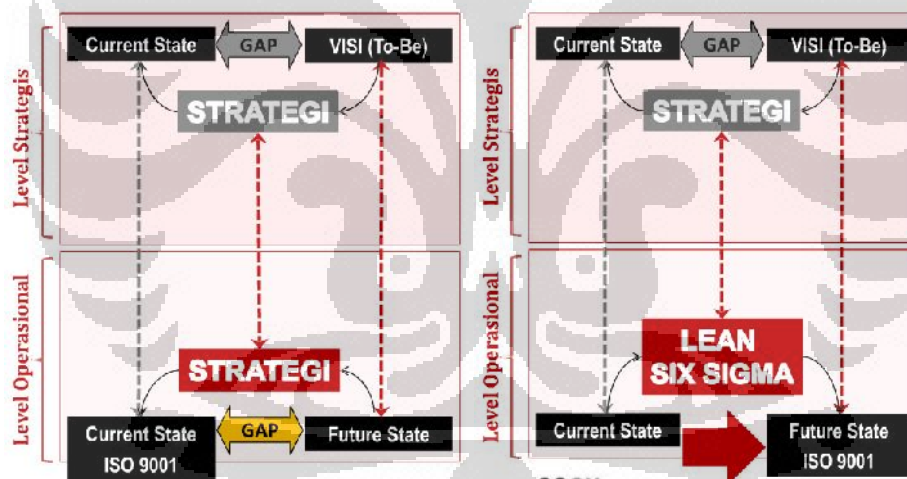 Current State
GAP
VISI (To-Be)
STRATEGI
Level Strategis
STRATEGI
Level Operasional
Current State
ISO 9001
GAP
Future State
Current State
GAP
VISI (To-Be)
STRATEGI
Level Strategis
LEAN
SIX SIGMA
Level Operasional
Current State
Future State
ISO 9001